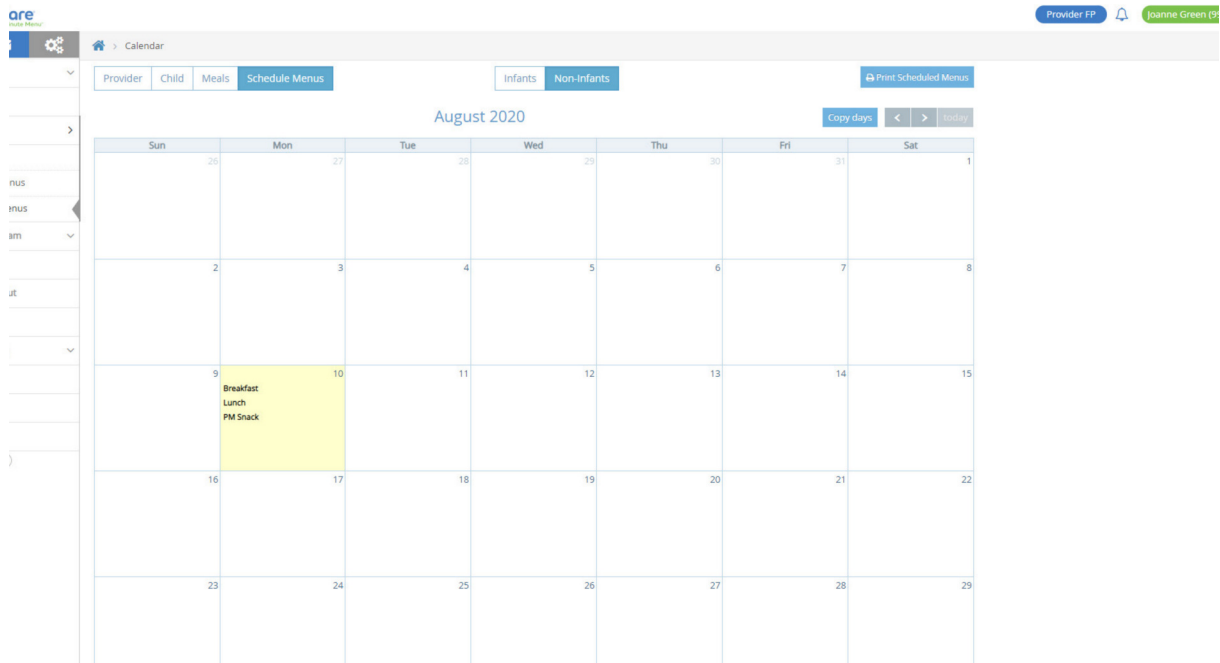 are
Provider FP
Joanne Green (9
Calendar
Provider Child Meals Schedule Menus
Infants Non-Infants
Print Scheduled Menus
August 2020
Copy days < > today
Sun Mon Tue Wed Thu Fri Sat
26 27 28 29 30 31 1
nus
enus
am
2 3 4 5 6 7 8
ut
9 10 11 12 13 14 15
Breakfast
Lunch
PM Snack
16 17 18 19 20 21 22
23 24 25 26 27 28 29